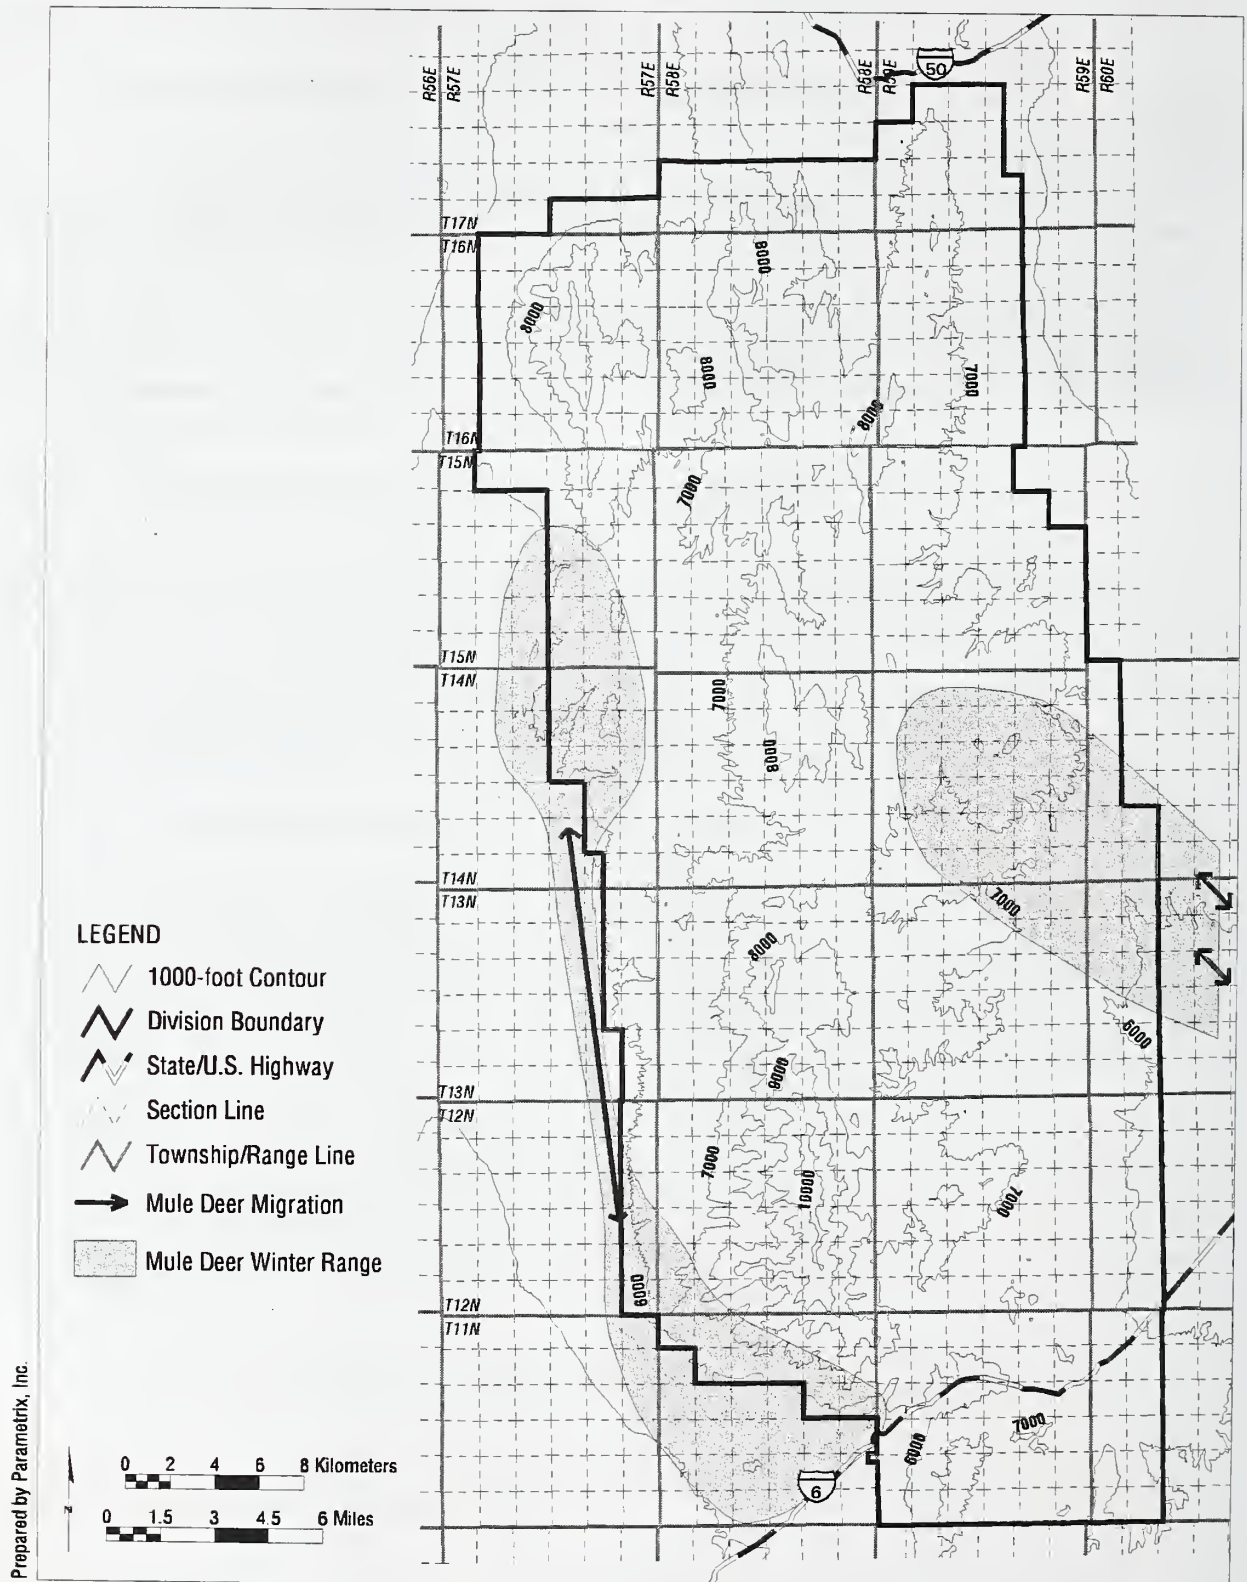 R56E
R57E
R57E
R58E
R58E
R59E
R59E
R60E
50
T17N
T16N
8000
8000
8000
7000
8000
T16N
T15N
7000
T15N
T14N
7000
8000
T14N
T13N
7000
8000
6000
9000
T13N
T12N
7000
10000
7000
6000
T12N
T11N
7000
6000
6
LEGEND
1000-foot Contour
Division Boundary
State/U.S. Highway
Section Line
Township/Range Line
Mule Deer Migration
Mule Deer Winter Range
0 2 4 6 8 Kilometers
0 1.5 3 4.5 6 Miles
N
Prepared by Parametrix, Inc.